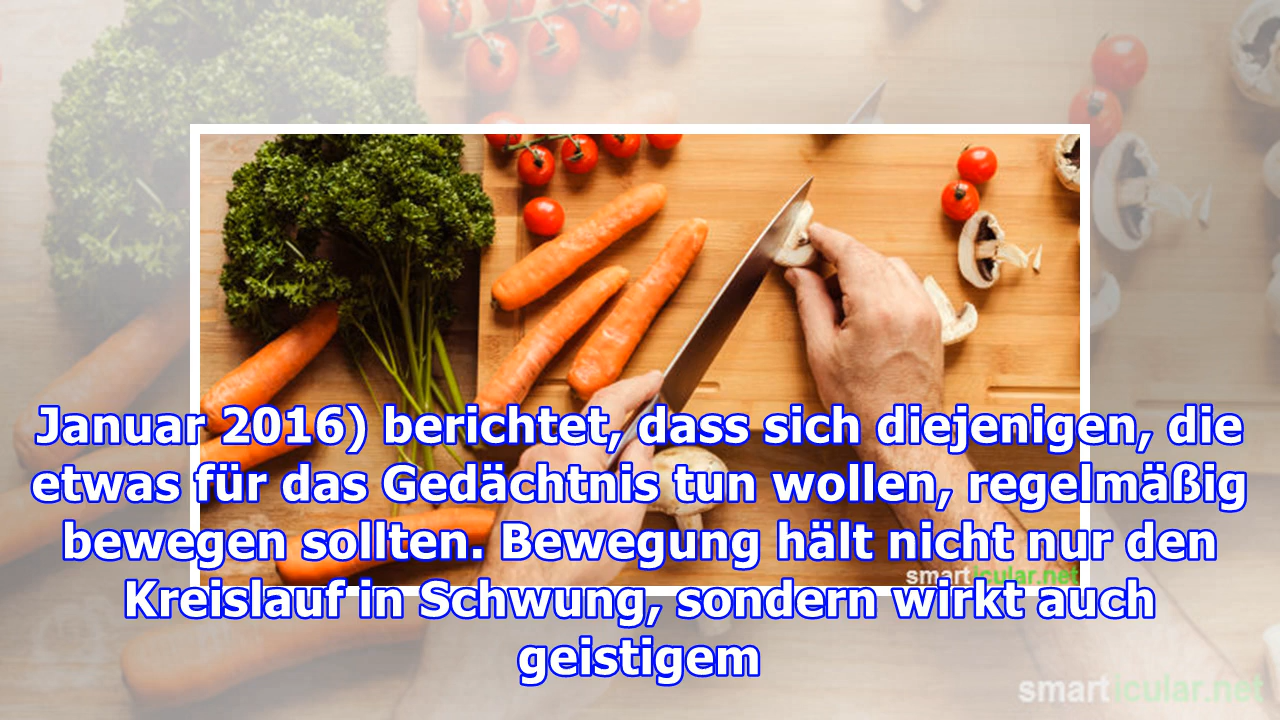 Januar 2016) berichtet, dass sich diejenigen, die
etwas für das Gedächtnis tun wollen, regelmäßig
bewegen sollten. Bewegung hält nicht nur den
smarticular.net
Kreislauf in Schwung, sondern wirkt auch
geistigem
smarticular.net